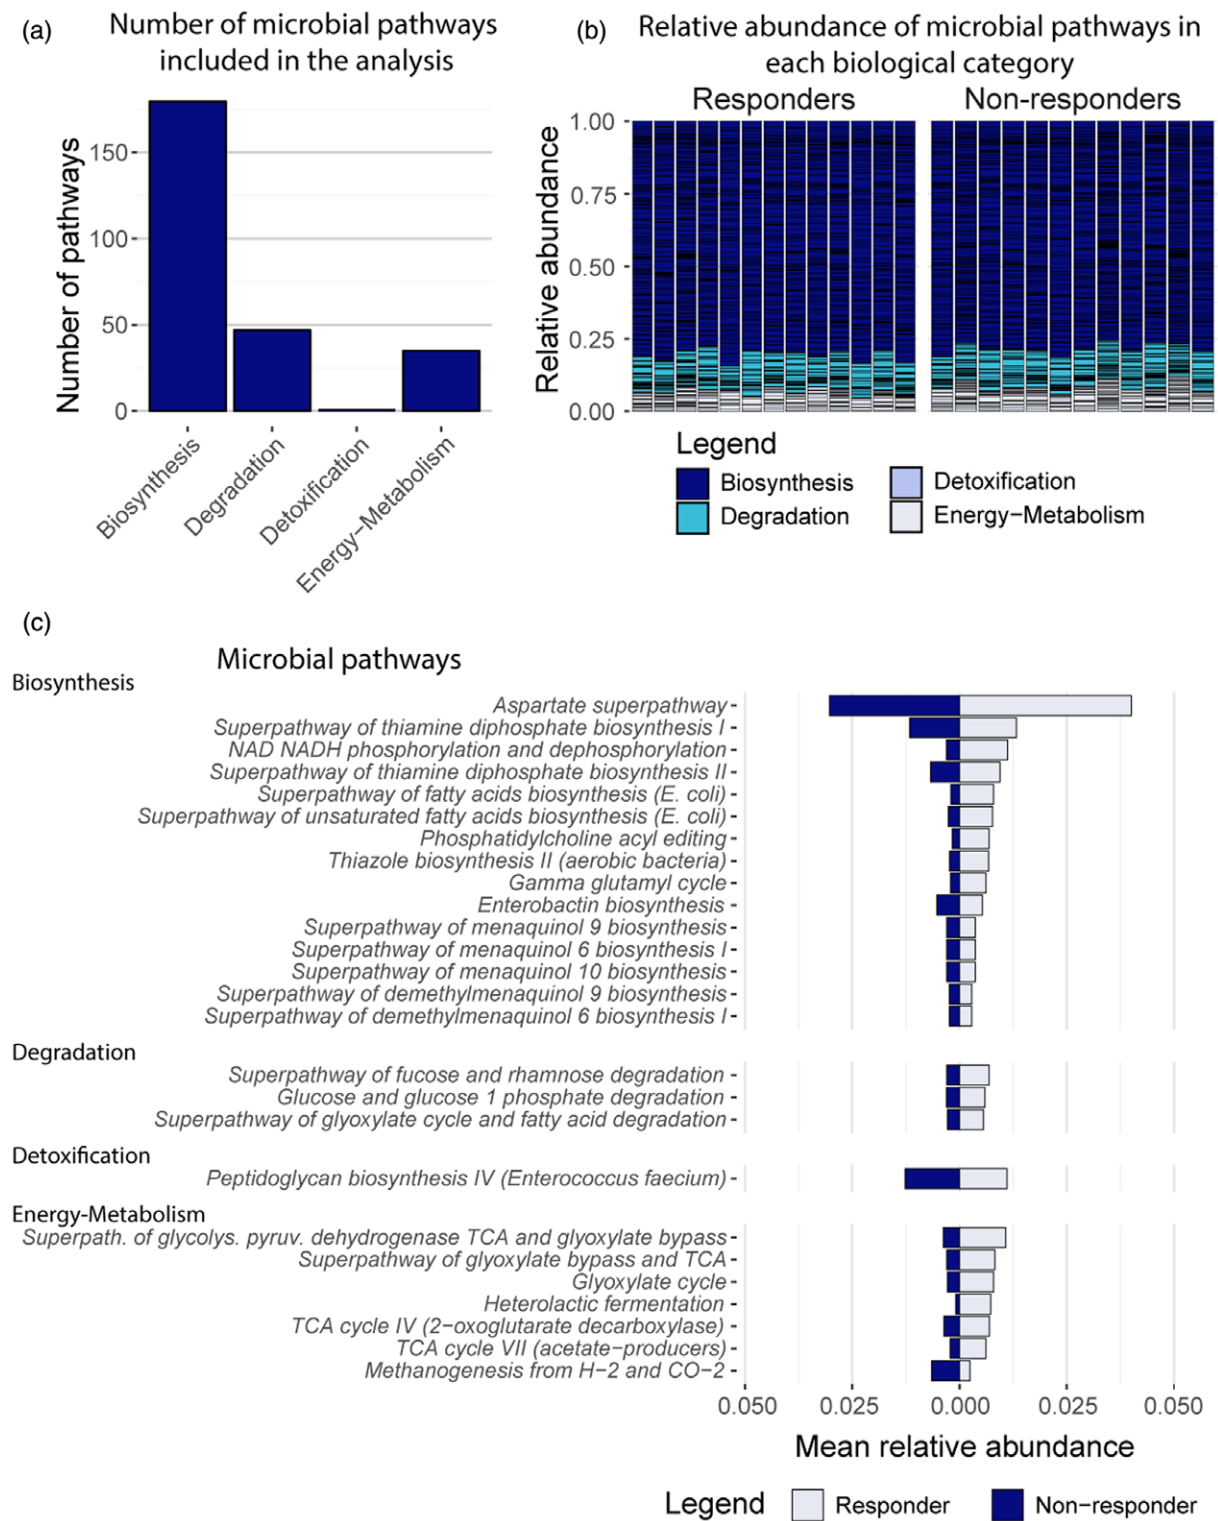 (a)
Number of microbial pathways
included in the analysis
Number of pathways
150
100
50
0
Biosynthesis
Degradation
Detoxification
Energy−Metabolism
(b)
Relative abundance of microbial pathways in
each biological category
Responders
Non-responders
Relative abundance
1.00
0.75
0.50
0.25
0.00
Legend
Biosynthesis
Degradation
Detoxification
Energy−Metabolism
(c)
Microbial pathways
Biosynthesis
Aspartate superpathway
Superpathway of thiamine diphosphate biosynthesis I
NAD NADH phosphorylation and dephosphorylation
Superpathway of thiamine diphosphate biosynthesis II
Superpathway of fatty acids biosynthesis (E. coli)
Superpathway of unsaturated fatty acids biosynthesis (E. coli)
Phosphatidylcholine acyl editing
Thiazole biosynthesis II (aerobic bacteria)
Gamma glutamyl cycle
Enterobactin biosynthesis
Superpathway of menaquinol 9 biosynthesis
Superpathway of menaquinol 6 biosynthesis I
Superpathway of menaquinol 10 biosynthesis
Superpathway of demethylmenaquinol 9 biosynthesis
Superpathway of demethylmenaquinol 6 biosynthesis I
Degradation
Superpathway of fucose and rhamnose degradation
Glucose and glucose 1 phosphate degradation
Superpathway of glyoxylate cycle and fatty acid degradation
Detoxification
Peptidoglycan biosynthesis IV (Enterococcus faecium)
Energy-Metabolism
Superpath. of glycolys. pyruv. dehydrogenase TCA and glyoxylate bypass
Superpathway of glyoxylate bypass and TCA
Glyoxylate cycle
Heterolactic fermentation
TCA cycle IV (2−oxoglutarate decarboxylase)
TCA cycle VII (acetate−producers)
Methanogenesis from H−2 and CO−2
0.050 0.025 0.000 0.025 0.050
Mean relative abundance
Legend
Responder
Non-responder